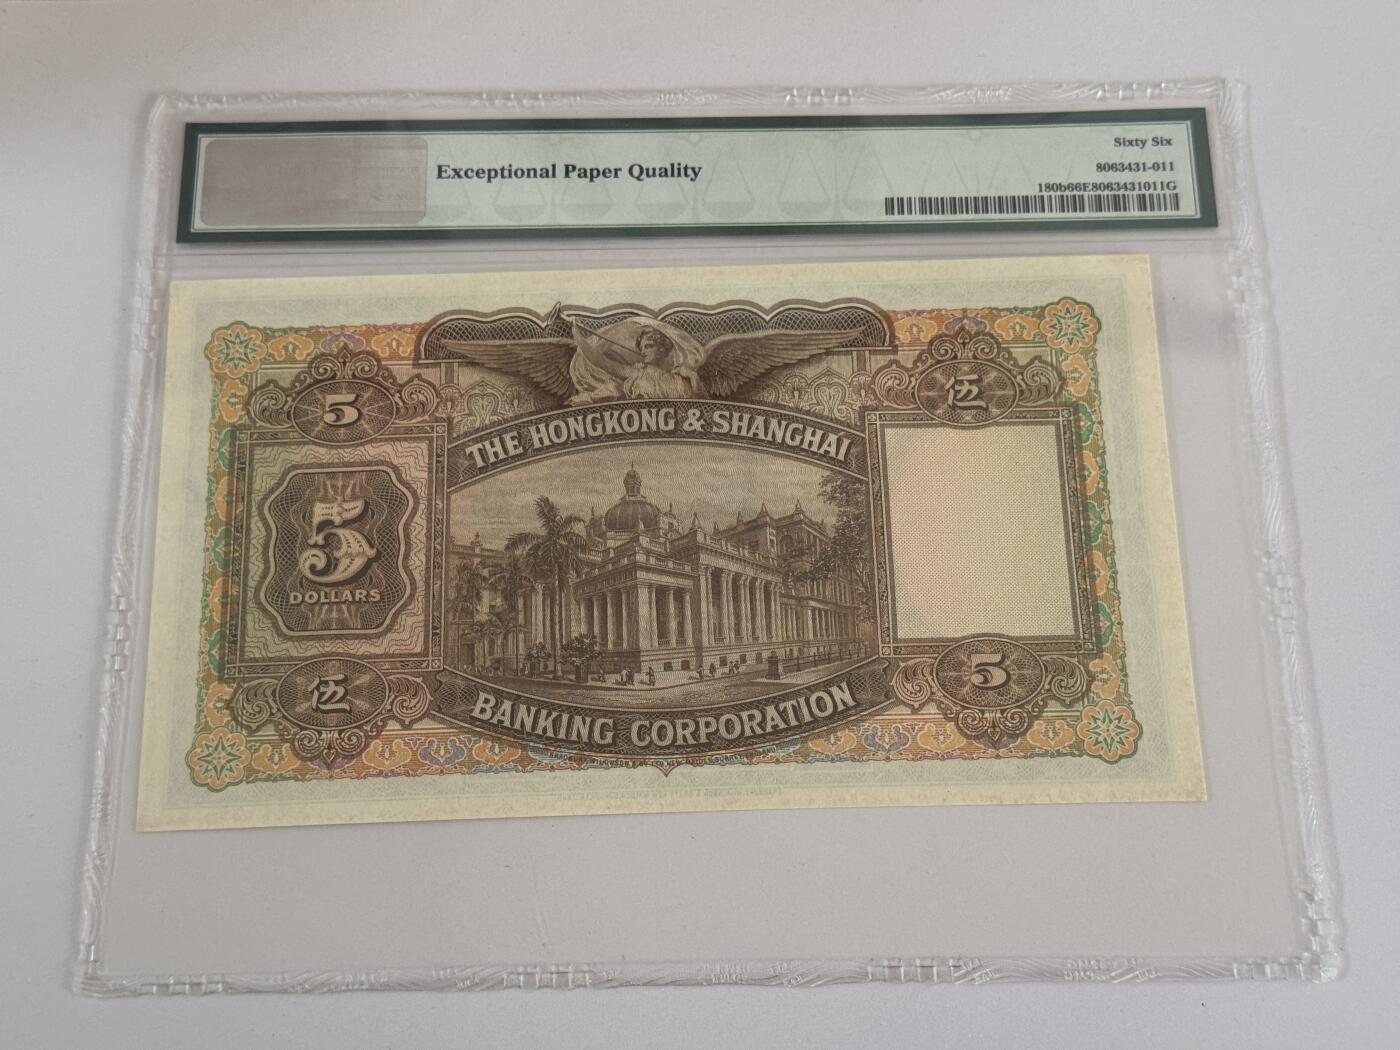 Exceptional Paper Quality
Sixty Six
8063431-011
180b66E8063431011G
5
伍
THE HONGKONG & SHANGHAI
5
DOLLARS
伍
5
BANKING CORPORATION